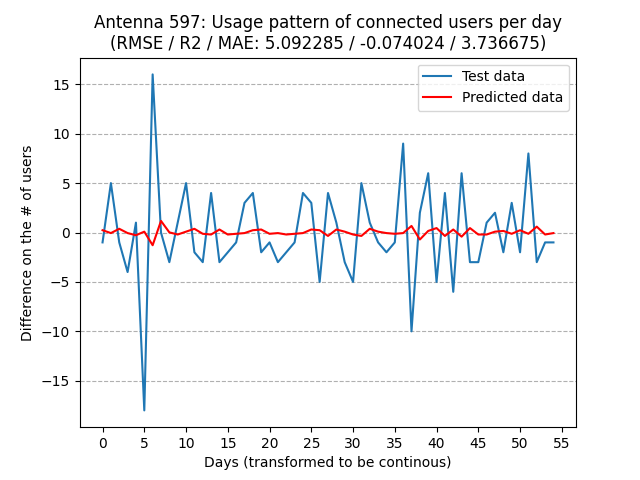 Antenna 597: Usage pattern of connected users per day
(RMSE / R2 / MAE: 5.092285 / -0.074024 / 3.736675)
Test data
Predicted data
Difference on the # of users
15
10
5
0
−5
−10
−15
0 5 10 15 20 25 30 35 40 45 50 55
Days (transformed to be continous)